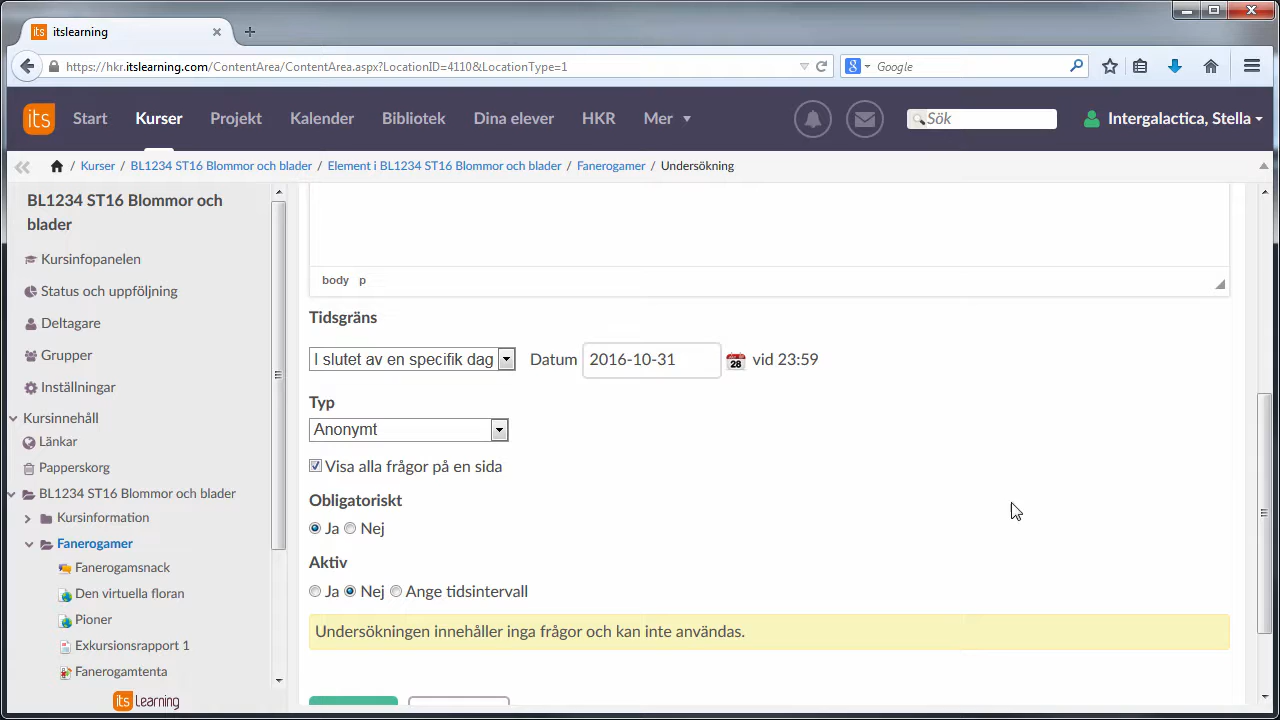 its itslearning
https://hkr.itslearning.com/ContentArea/ContentArea.aspx?LocationID=4110&LocationType=1
8 Google
its Start Kurser Projekt Kalender Bibliotek Dina elever HKR Mer Sök Intergalactica, Stella
/ Kurser / BL1234 ST16 Blommor och blader / Element i BL1234 ST16 Blommor och blader / Fanerogamer / Undersökning
BL1234 ST16 Blommor och
blader
Kursinfopanelen
Status och uppföljning
Deltagare
Grupper
Inställningar
Kursinnehåll
Länkar
Papperskorg
BL1234 ST16 Blommor och blader
Kursinformation
Fanerogamer
Fanerogamsnack
Den virtuella floran
Pioner
Exkursionsrapport 1
Fanerogamtenta
its Learning
body p
Tidsgräns
I slutet av en specifik dag Datum 2016-10-31 28 vid 23:59
Typ
Anonymt
Visa alla frågor på en sida
Obligatoriskt
Ja Nej
Aktiv
Ja Nej Ange tidsintervall
Undersökningen innehåller inga frågor och kan inte användas.